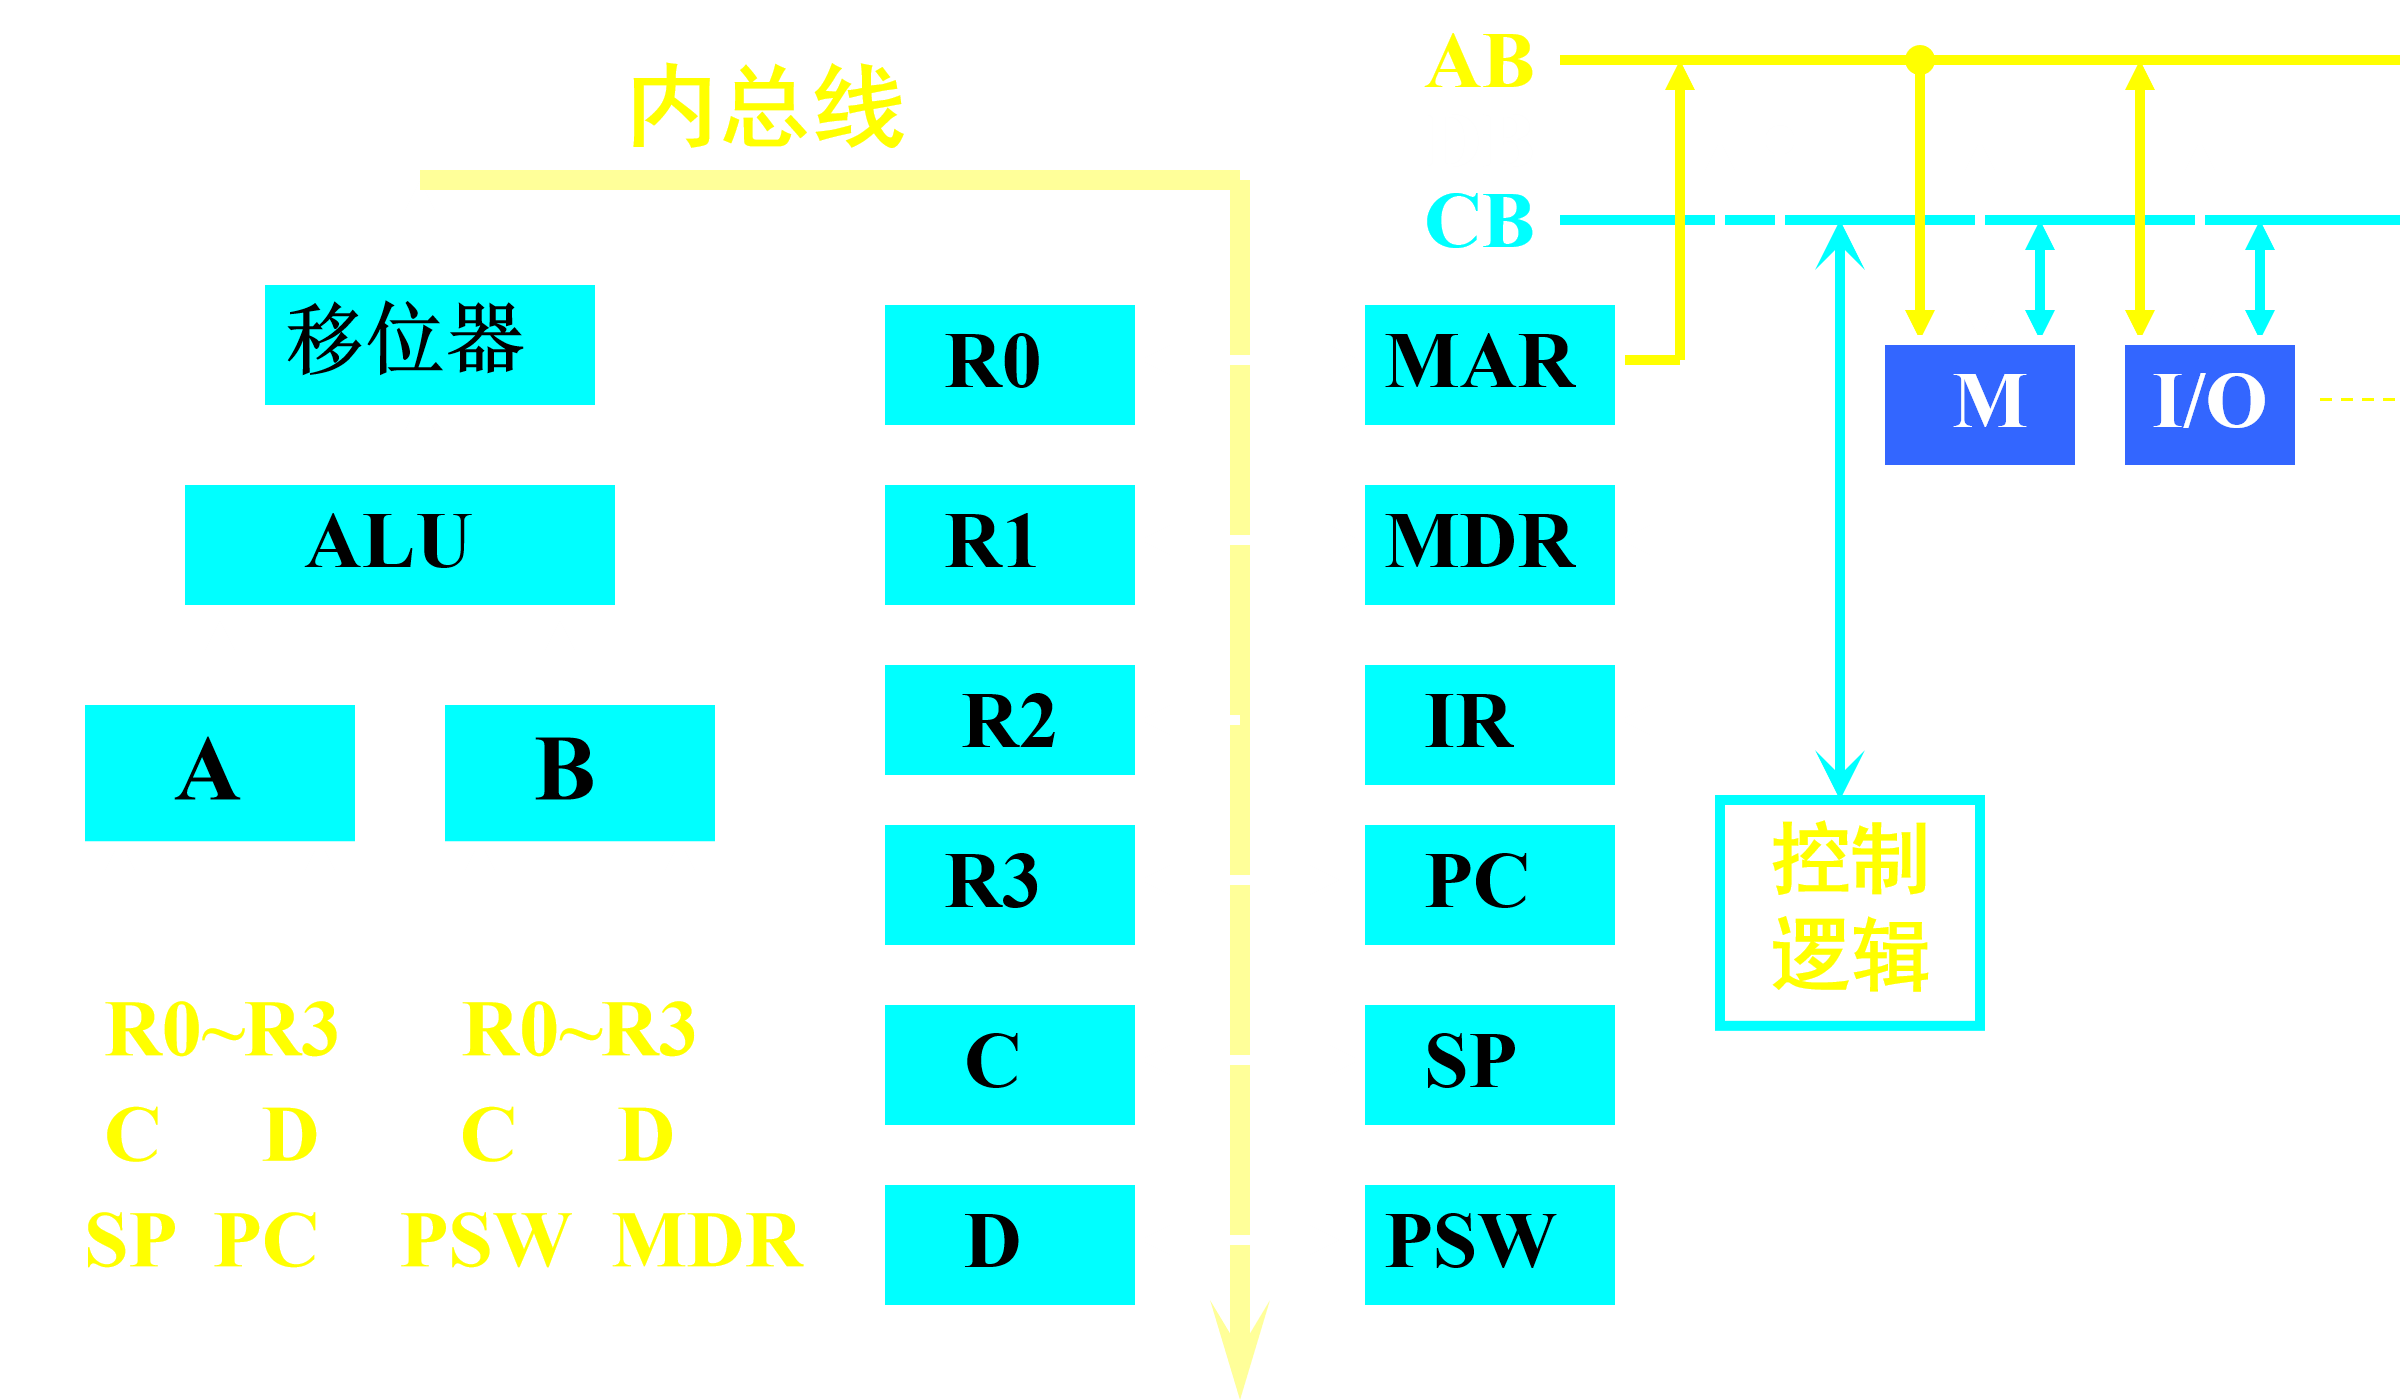 AB
内总线
CB
移位器
R0
MAR
M
I/O
ALU
R1
MDR
R2
IR
A
B
R3
PC
控制
逻辑
R0~R3
R0~R3
C
SP
C D
C D
SP PC
PSW MDR
D
PSW